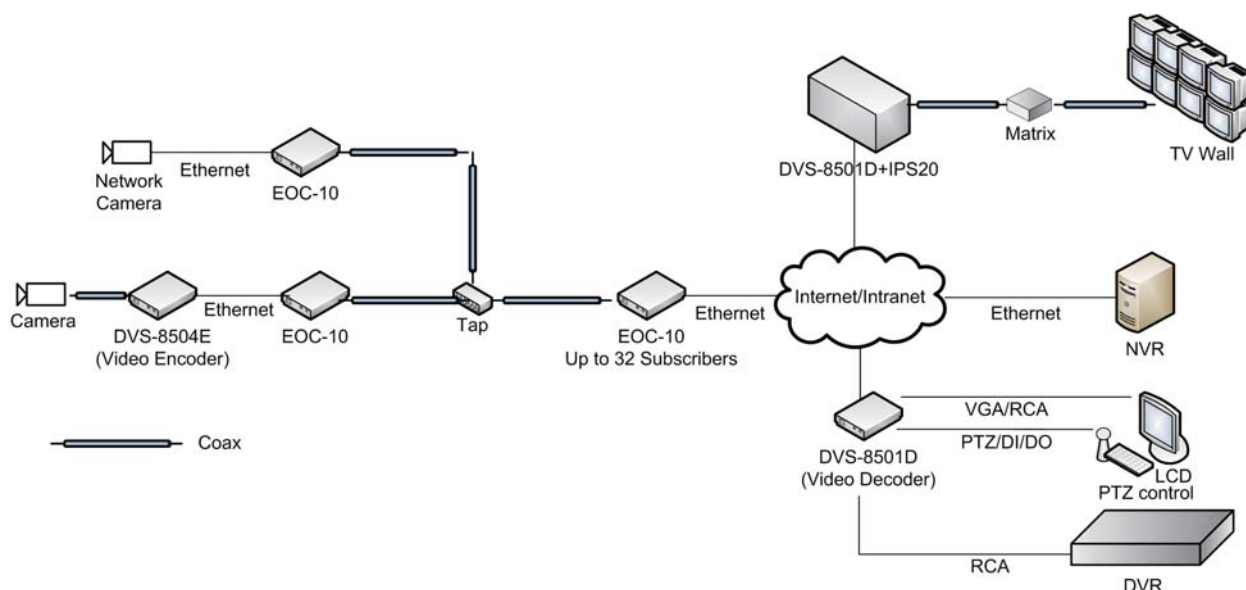 Matrix
TV Wall
DVS-8501D+IPS20
Ethernet
Network
Camera
EOC-10
Internet/Intranet
Camera
Ethernet
DVS-8504E
(Video Encoder)
EOC-10
Tap
EOC-10
Up to 32 Subscribers
Ethernet
Ethernet
NVR
VGA/RCA
PTZ/DI/DO
Coax
DVS-8501D
(Video Decoder)
LCD
PTZ control
RCA
DVR